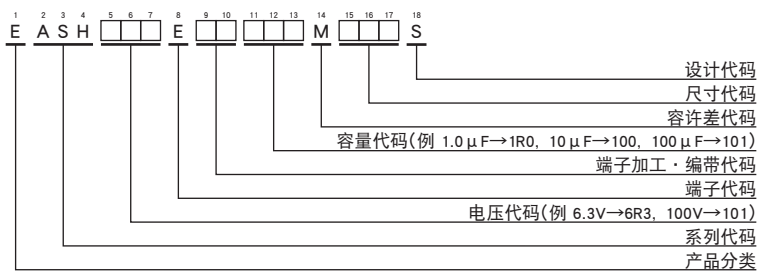 1 2 3 4 5 6 7 8 9 10 11 12 13 14 15 16 17 18
E A S H □□□ E □□ □□□ M □□□ S
设计代码
尺寸代码
容许差代码
容量代码(例 1.0μF→1R0, 10μF→100, 100μF→101)
端子加工・编带代码
端子代码
电压代码(例 6.3V→6R3, 100V→101)
系列代码
产品分类